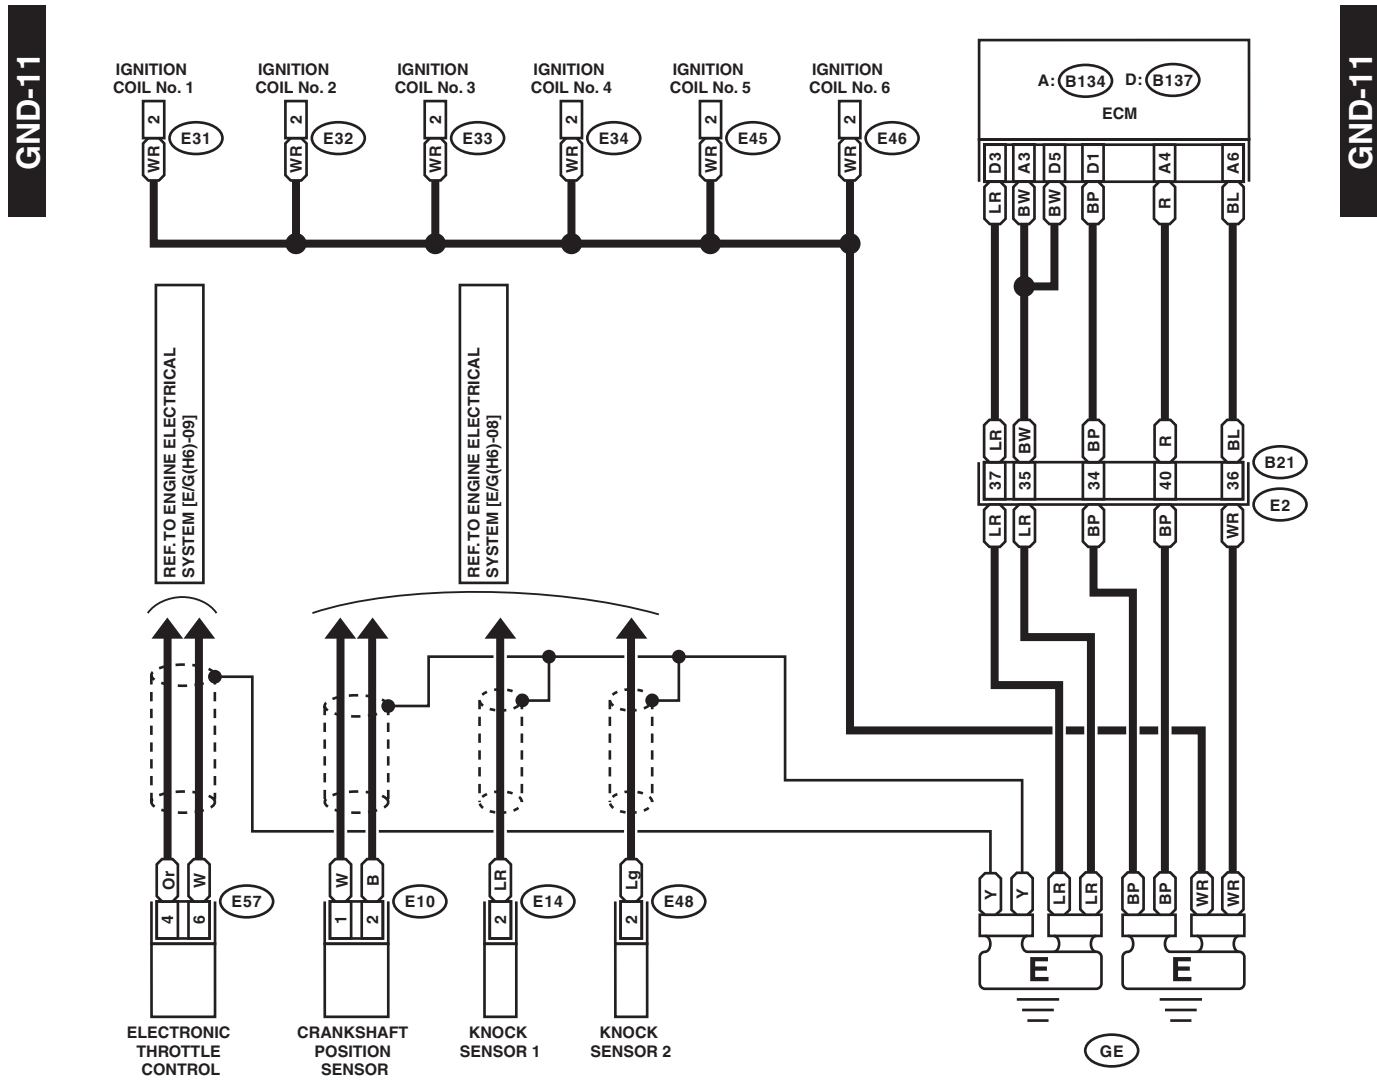 GND-11
GND-11
IGNITION
COIL No. 1
IGNITION
COIL No. 2
IGNITION
COIL No. 3
IGNITION
COIL No. 4
IGNITION
COIL No. 5
IGNITION
COIL No. 6
A: B134 D: B137
ECM
2
2
2
2
2
2
E31
E32
E33
E34
E45
E46
WR
WR
WR
WR
WR
WR
D3
A3
D5
D1
A4
A6
LR
BW
BW
BP
R
BL
REF. TO ENGINE ELECTRICAL
SYSTEM [E/G(H6)-09]
REF. TO ENGINE ELECTRICAL
SYSTEM [E/G(H6)-08]
LR
BW
BP
R
BL
B21
37
35
34
40
36
E2
LR
LR
BP
BP
WR
Or
W
W
B
LR
Lg
Y
Y
LR
LR
BP
BP
WR
WR
E57
E10
E14
E48
4
6
1
2
2
2
E
E
ELECTRONIC
THROTTLE
CONTROL
CRANKSHAFT
POSITION
SENSOR
KNOCK
SENSOR 1
KNOCK
SENSOR 2
GE